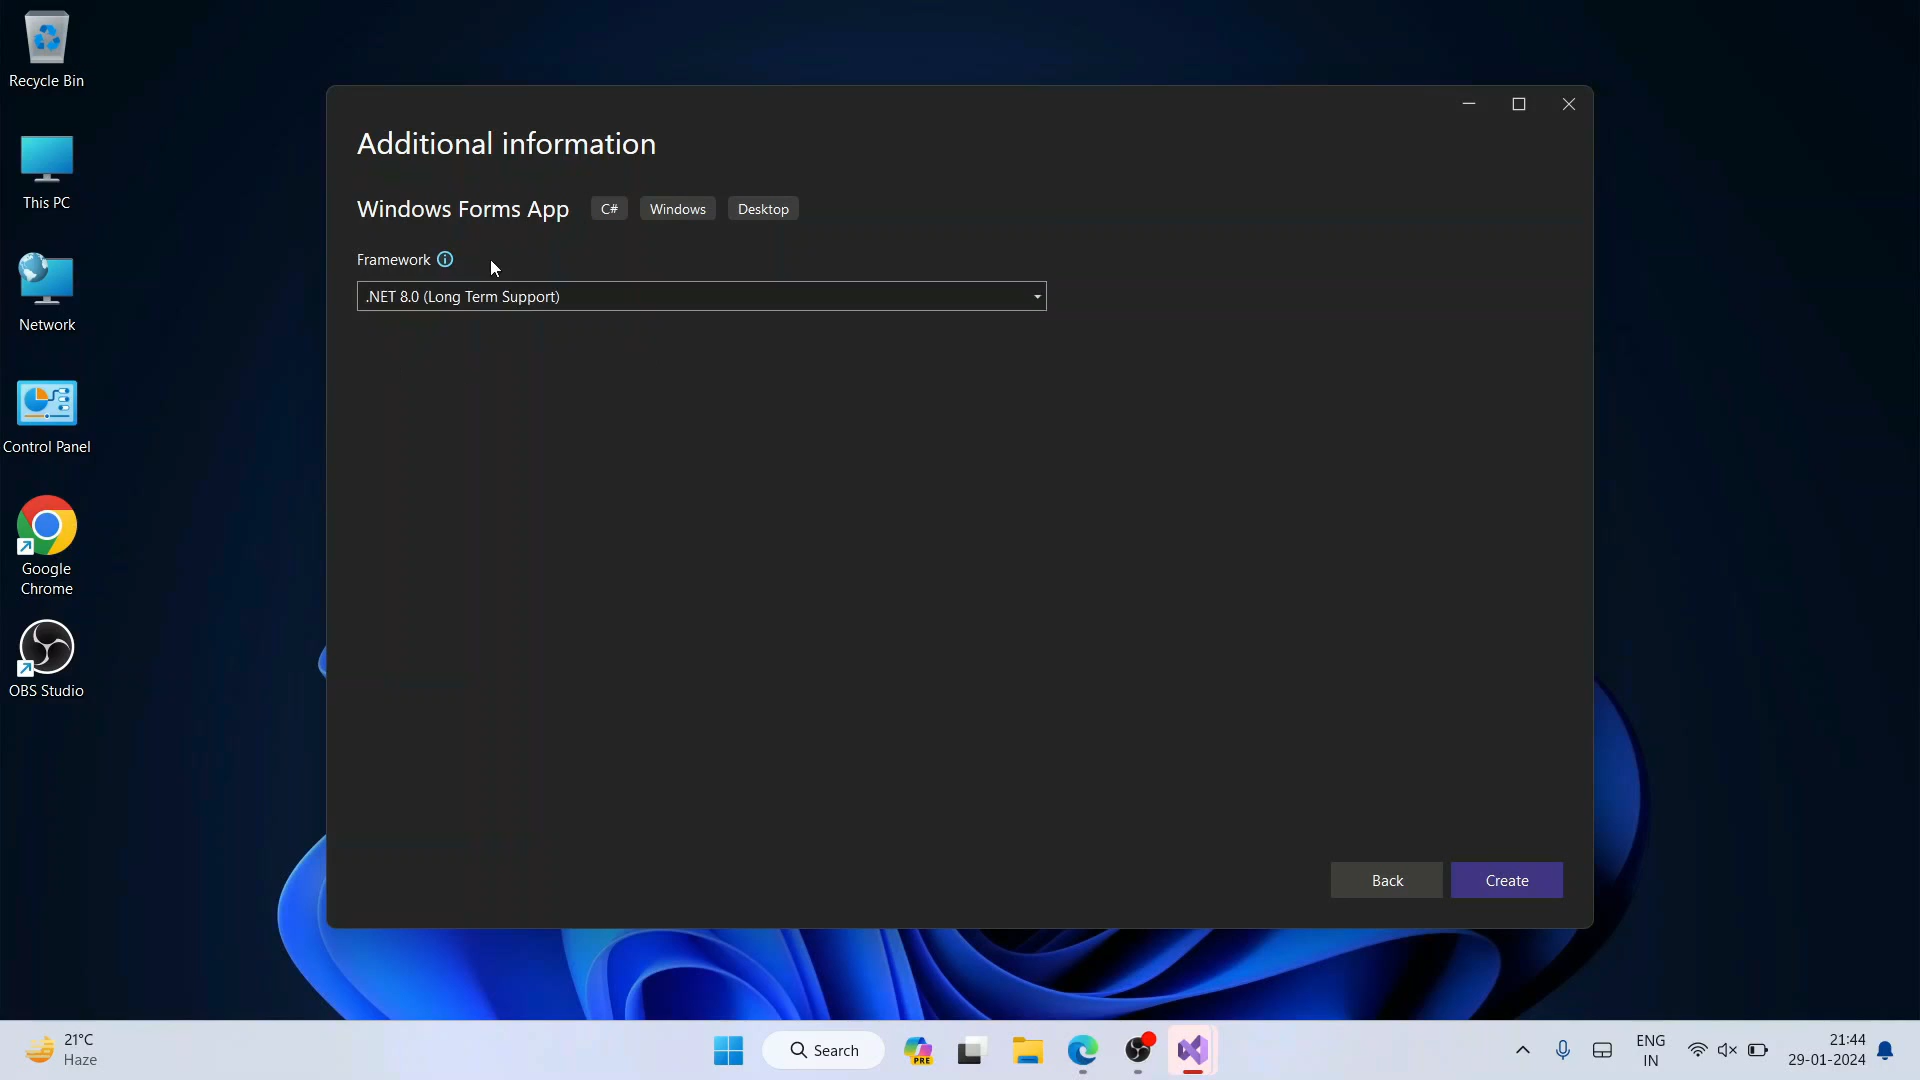 Recycle Bin
This PC
Network
Control Panel
Google
Chrome
OBS Studio
Additional information
Windows Forms App C# Windows Desktop
Framework
.NET 8.0 (Long Term Support)
Back Create
21°C
Haze
Search
PRE
ENG
IN
21:44
29-01-2024